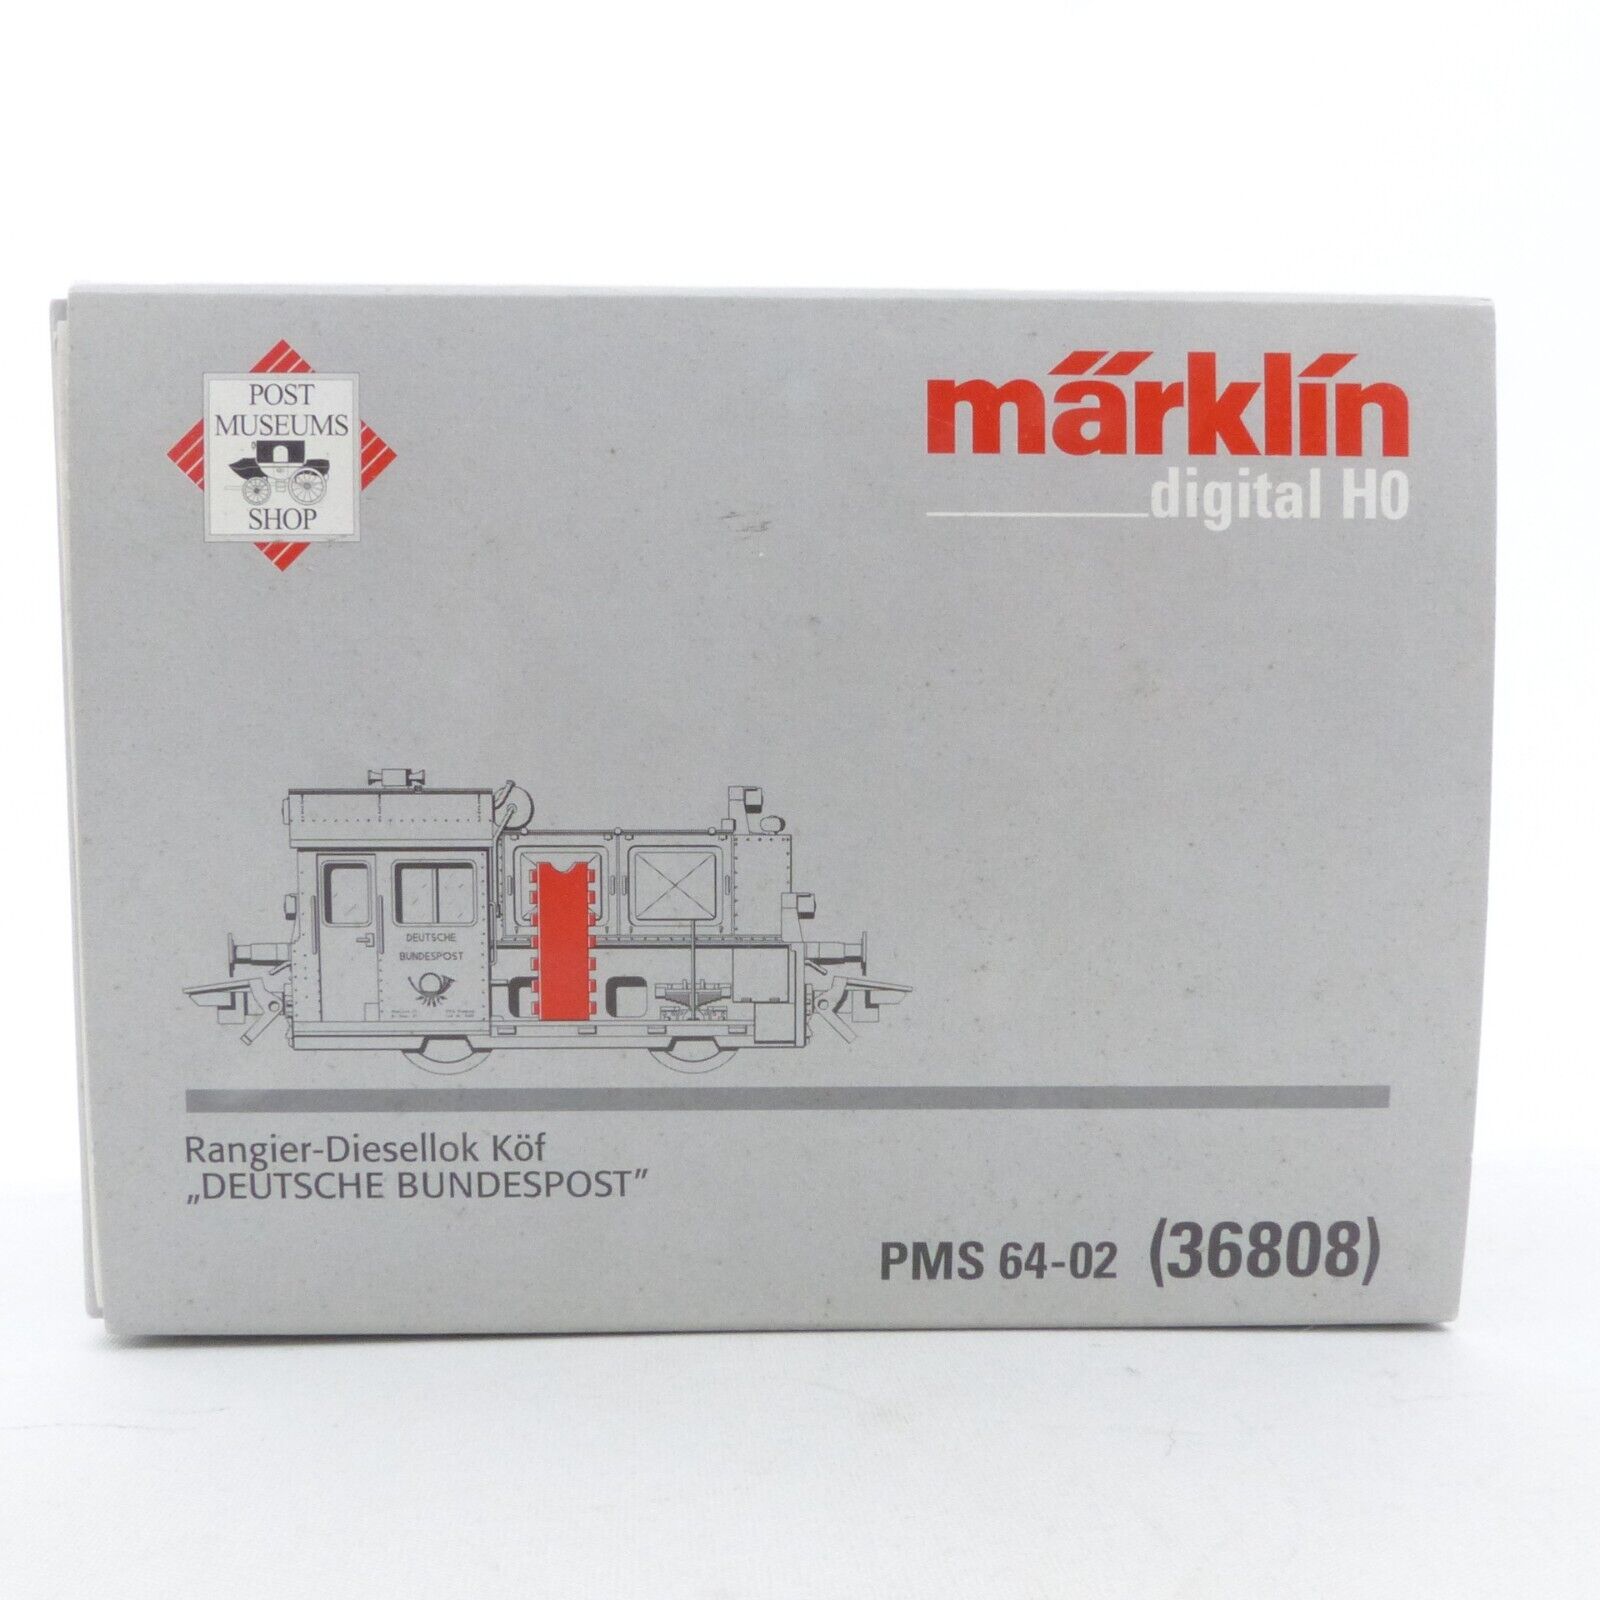 POST
MUSEUMS
SHOP
märklin
digital H0
DEUTSCHE
BUNDESPOST
Rangier-Diesellok Köf
„DEUTSCHE BUNDESPOST”
PMS 64-02 (36808)